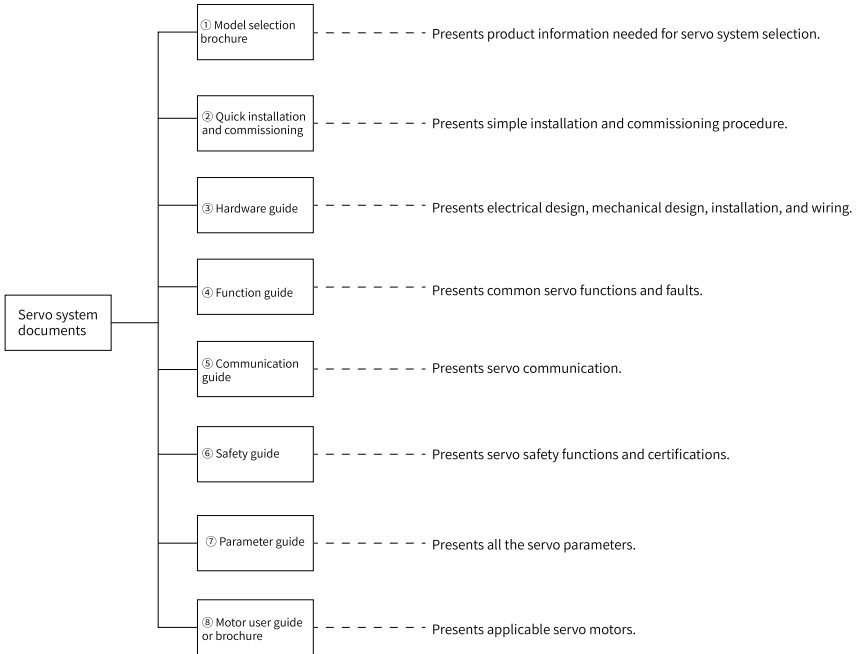 ① Model selection
brochure
Presents product information needed for servo system selection.
② Quick installation
and commissioning
Presents simple installation and commissioning procedure.
③ Hardware guide
Presents electrical design, mechanical design, installation, and wiring.
④ Function guide
Presents common servo functions and faults.
Servo system
documents
⑤ Communication
guide
Presents servo communication.
⑥ Safety guide
Presents servo safety functions and certifications.
⑦ Parameter guide
Presents all the servo parameters.
⑧ Motor user guide
or brochure
Presents applicable servo motors.